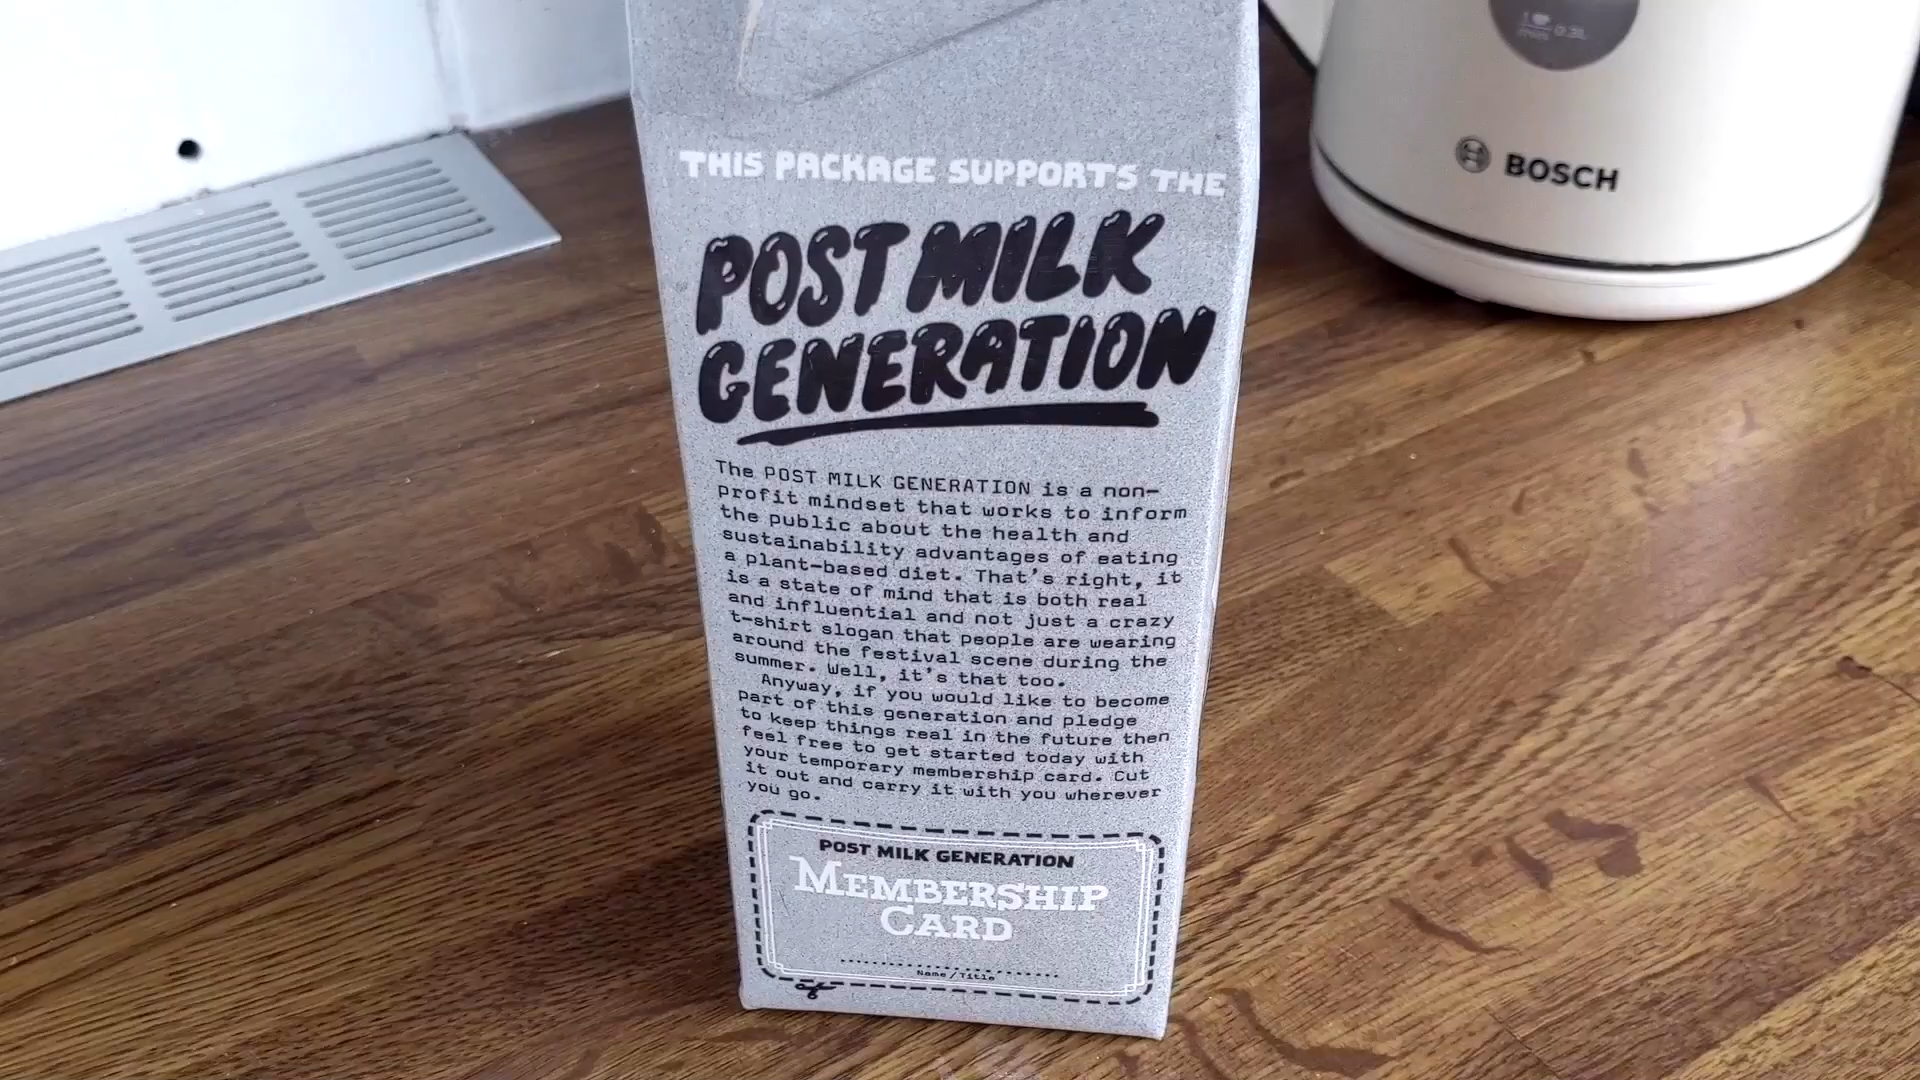 THIS PACKAGE SUPPORTS THE
POST MILK
GENERATION
The POST MILK GENERATION is a non-
profit mindset that works to inform
the public about the health and
sustainability advantages of eating
a plant-based diet. That's right, it
is a state of mind that is both real
and influential and not just a crazy
t-shirt slogan that people are wearing
around the festival scene during the
summer. Well, it's that too.
Anyway, if you would like to become
part of this generation and pledge
to keep things real in the future then
feel free to get started today with
your temporary membership card. Cut
it out and carry it with you wherever
you go.
POST MILK GENERATION
MEMBERSHIP
CARD
Name/Title
1
min 0.3L
BOSCH